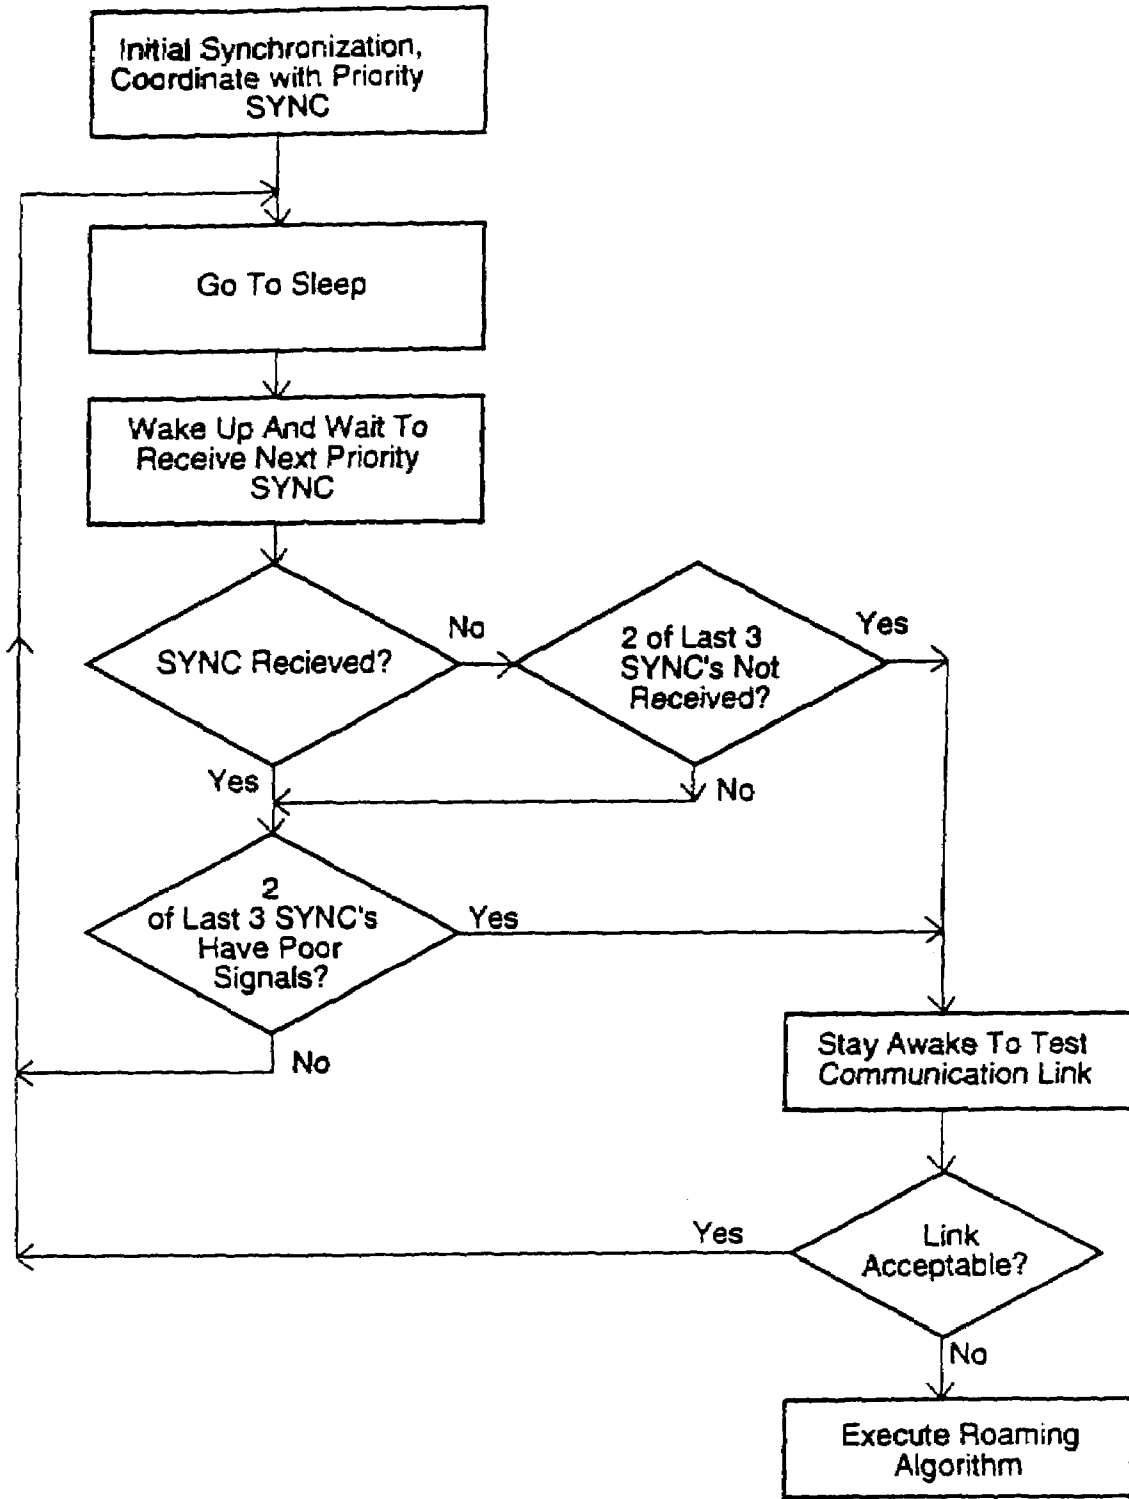 Initial Synchronization,
Coordinate with Priority
SYNC
Go To Sleep
Wake Up And Wait To
Receive Next Priority
SYNC
SYNC Recieved?
No
2 of Last 3
SYNC's Not
Received?
Yes
Yes
No
2
of Last 3 SYNC's
Have Poor
Signals?
Yes
No
Stay Awake To Test
Communication Link
Link
Acceptable?
Yes
No
Execute Roaming
Algorithm